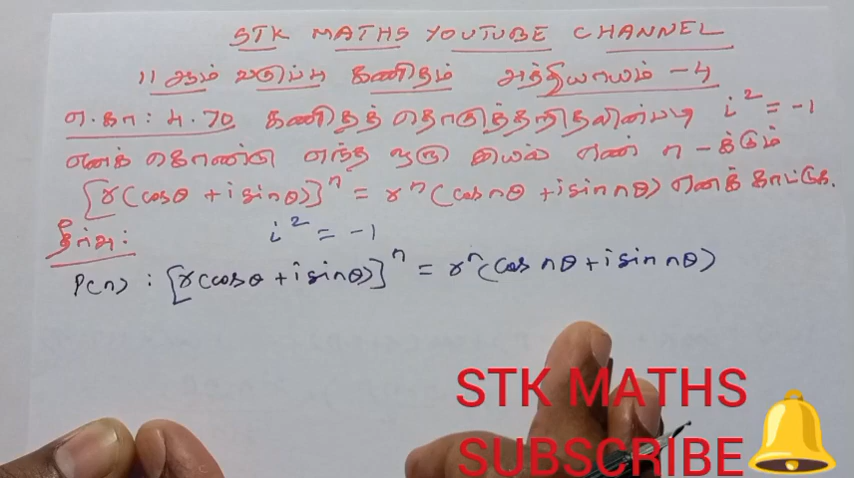 STK MATHS YOUTUBE CHANNEL
11 ஆம் வகுப்பு கணிதம் அத்தியாயம் - 4
எ.கா : 4.70 கணிதத் தொகுத்தறிதலின்படி i² = -1
எனக் கொண்டு எந்த ஒரு இயல் எண் n - க்கும்
[r(cosθ + i sinθ)]ⁿ = rⁿ(cos nθ + i sin nθ) எனக் காட்டுக.
தீர்வு :
i² = -1
P(n) : [r(cosθ + i sinθ)]ⁿ = rⁿ(cos nθ + i sin nθ)
STK MATHS
SUBSCRIBE